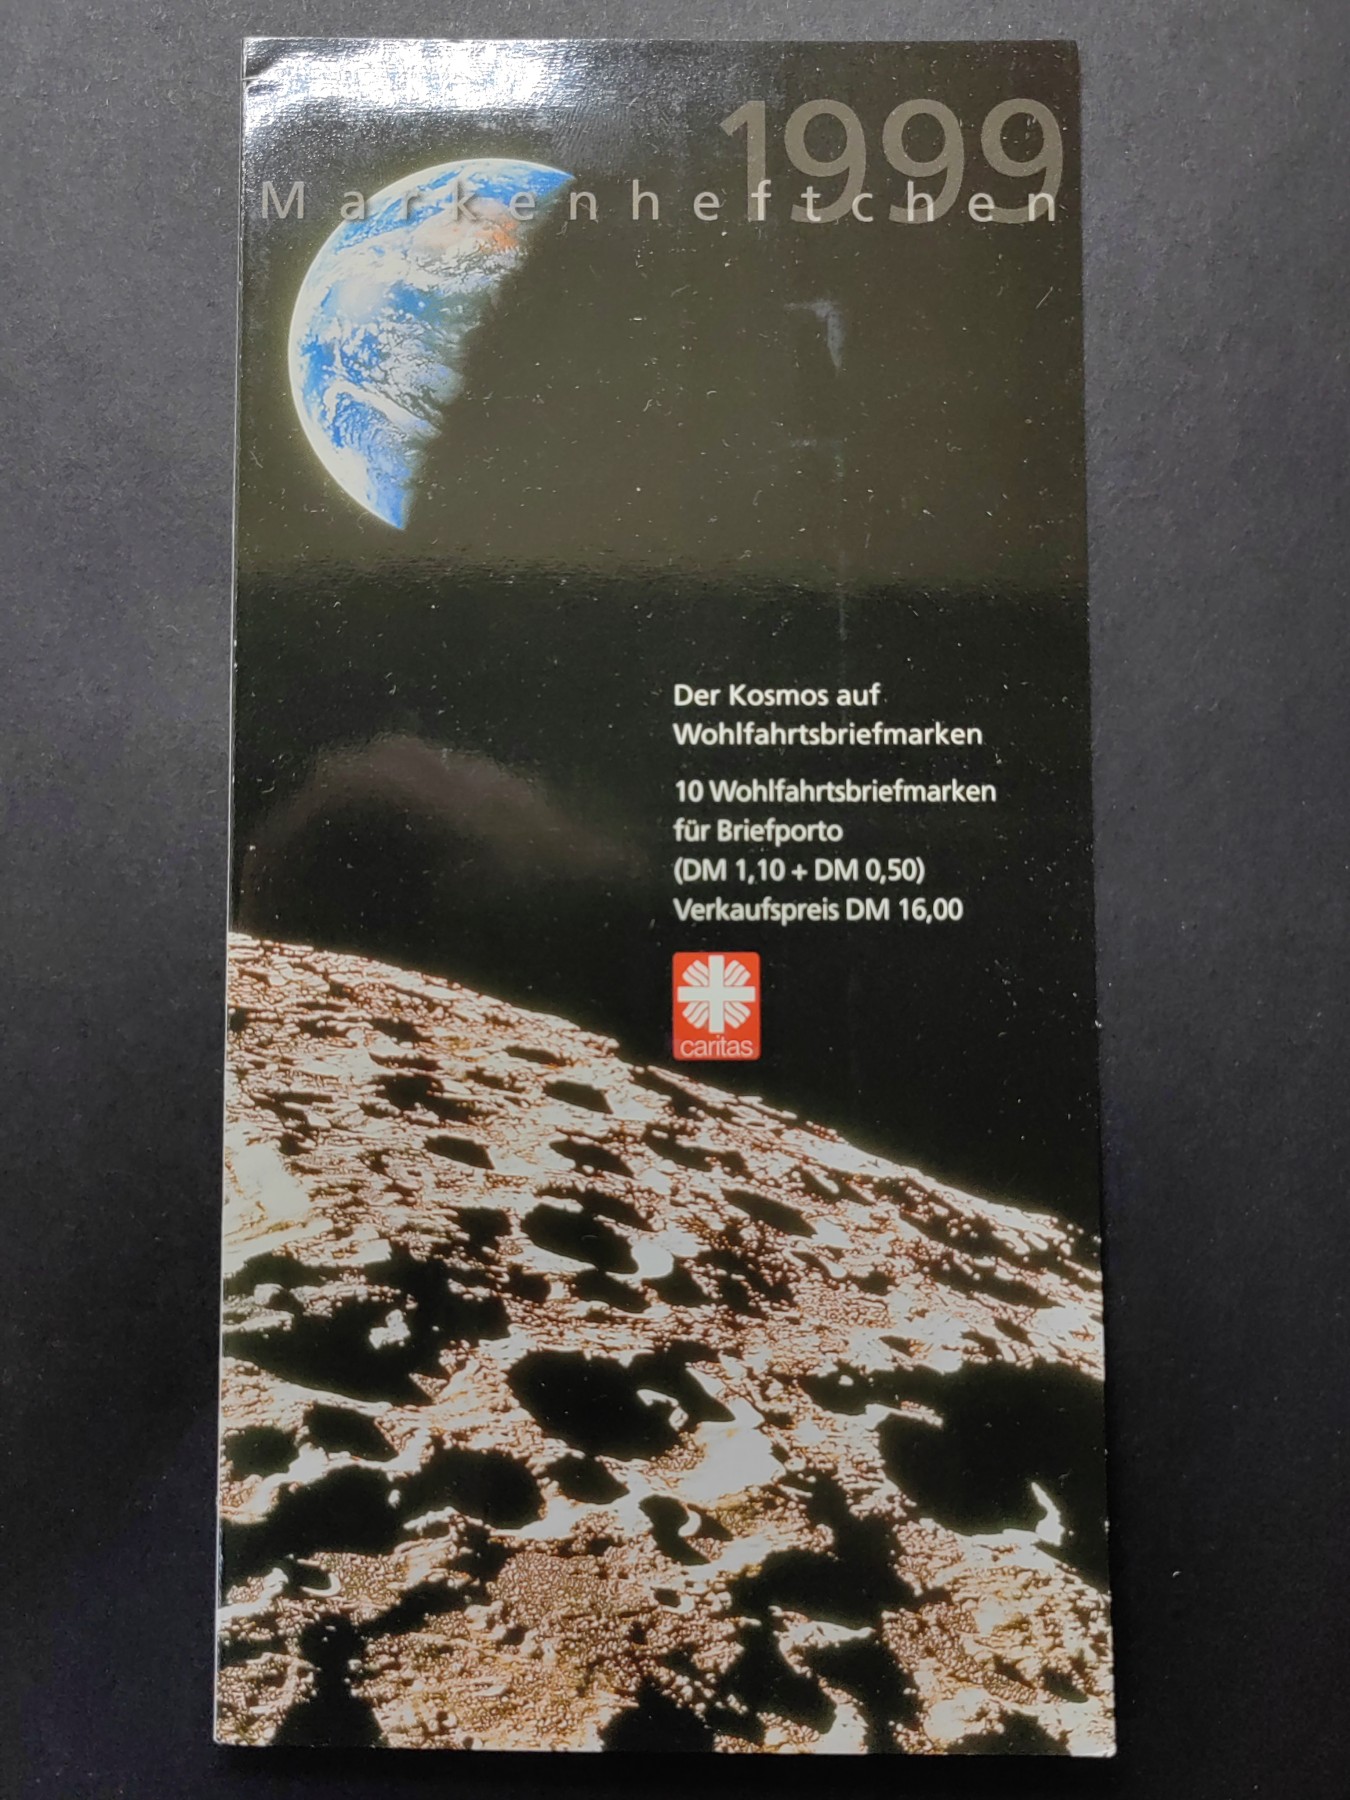 1999
Markenheftchen
Der Kosmos auf
Wohlfahrtsbriefmarken
10 Wohlfahrtsbriefmarken
für Briefporto
(DM 1,10 + DM 0,50)
Verkaufspreis DM 16,00
caritas